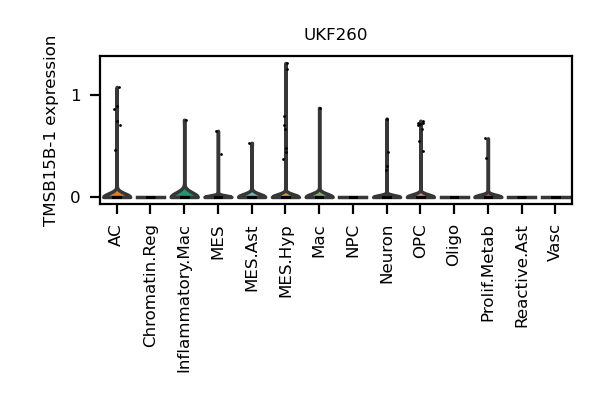 UKF260
TMSB15B-1 expression
1
0
AC
Chromatin.Reg
Inflammatory.Mac
MES
MES.Ast
MES.Hyp
Mac
NPC
Neuron
OPC
Oligo
Prolif.Metab
Reactive.Ast
Vasc